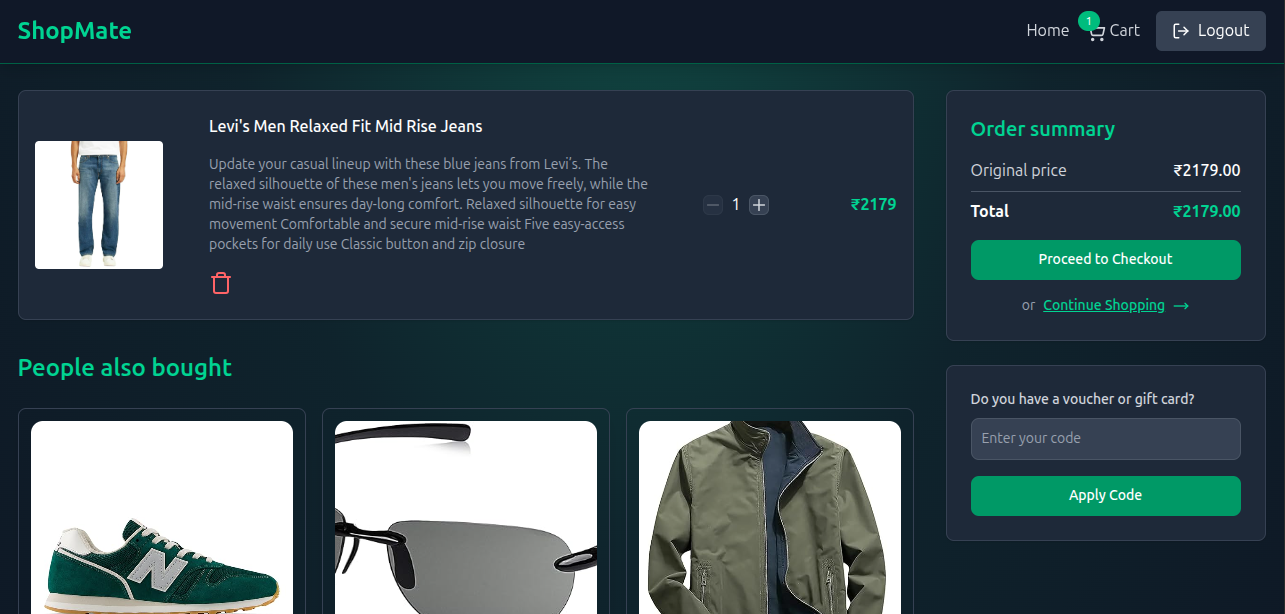 ShopMate
Home
1
Cart
Logout
Levi's Men Relaxed Fit Mid Rise Jeans
Update your casual lineup with these blue jeans from Levi's. The
relaxed silhouette of these men's jeans lets you move freely, while the
mid-rise waist ensures day-long comfort. Relaxed silhouette for easy
movement Comfortable and secure mid-rise waist Five easy-access
pockets for daily use Classic button and zip closure
1
₹2179
Order summary
Original price ₹2179.00
Total ₹2179.00
Proceed to Checkout
or Continue Shopping →
Do you have a voucher or gift card?
Enter your code
Apply Code
People also bought
N